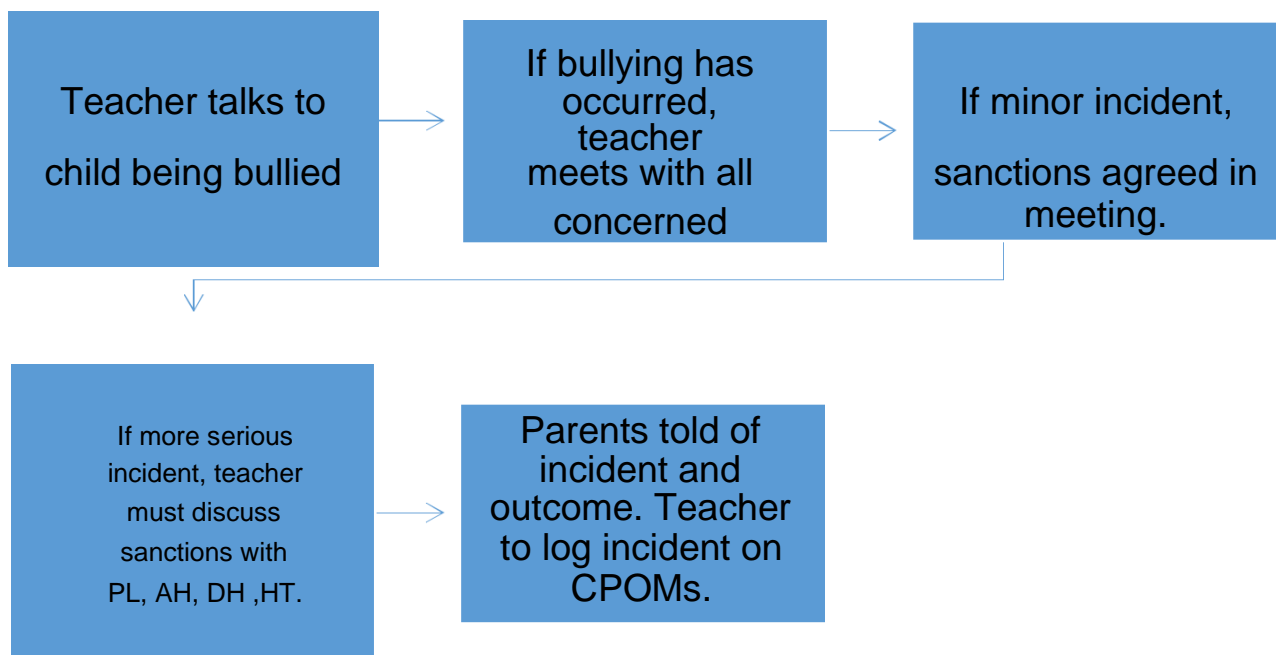 Teacher talks to
child being bullied
If bullying has
occurred,
teacher
meets with all
concerned
If minor incident,
sanctions agreed in
meeting.
If more serious
incident, teacher
must discuss
sanctions with
PL, AH, DH ,HT.
Parents told of
incident and
outcome. Teacher
to log incident on
CPOMs.